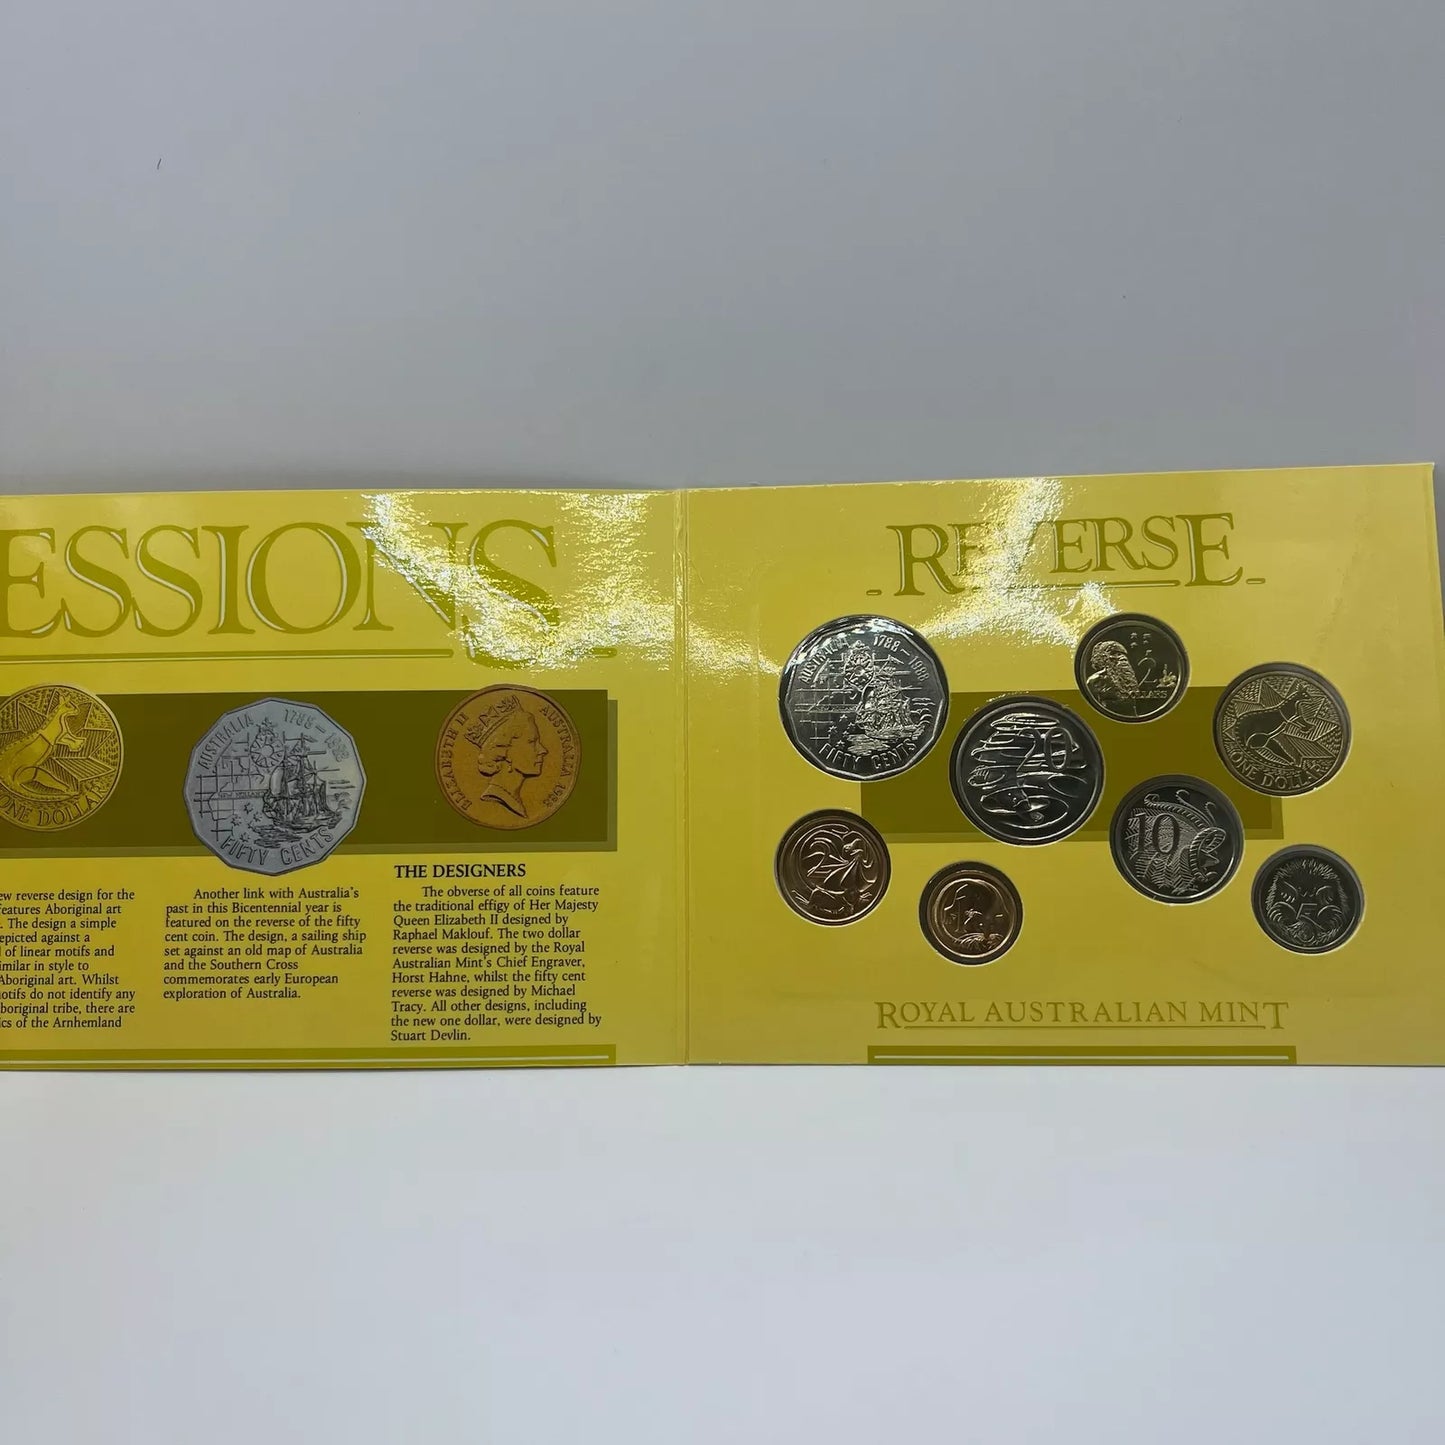 ESSIONS
ONE DOLLAR
AUSTRALIA 1788–1988
NEW HOLLAND
FIFTY CENTS
ELIZABETH II AUSTRALIA 1988
ew reverse design for the
features Aboriginal art
. The design a simple
epicted against a
l of linear motifs and
imilar in style to
Aboriginal art. Whilst
otifs do not identify any
boriginal tribe, there are
ics of the Arnhemland
Another link with Australia's
past in this Bicentennial year is
featured on the reverse of the fifty
cent coin. The design, a sailing ship
set against an old map of Australia
and the Southern Cross
commemorates early European
exploration of Australia.
THE DESIGNERS
The obverse of all coins feature
the traditional effigy of Her Majesty
Queen Elizabeth II designed by
Raphael Maklouf. The two dollar
reverse was designed by the Royal
Australian Mint's Chief Engraver,
Horst Hahne, whilst the fifty cent
reverse was designed by Michael
Tracy. All other designs, including
the new one dollar, were designed by
Stuart Devlin.
REVERSE
AUSTRALIA 1788–1988
FIFTY CENTS
20
2
DOLLARS
ONE DOLLAR
2
1
10
5
ROYAL AUSTRALIAN MINT